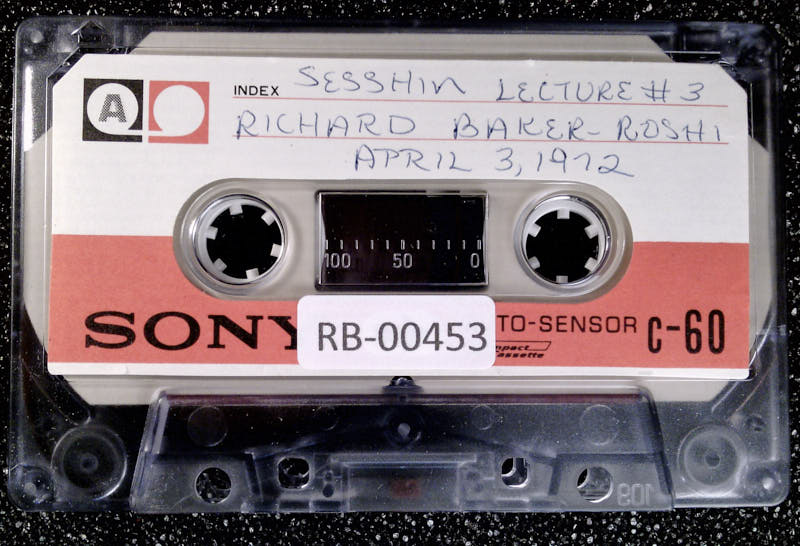 A
INDEX SESSHIN LECTURE #3
RICHARD BAKER-ROSHI
APRIL 3, 1972
100 50 0
SONY
RB-00453
TO-SENSOR C-60